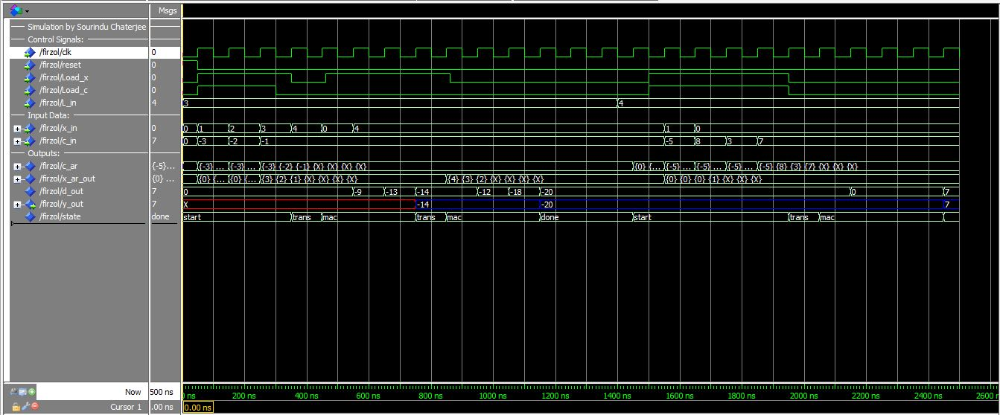 Msgs
Simulation by Sourindu Chaterjee
Control Signals:
/firzol/clk 0
/firzol/reset 0
/firzol/Load_x 0
/firzol/Load_c 0
/firzol/L_in 4 3 4
Input Data:
/firzol/x_in 0 0 1 2 3 4 0 4 1 0
/firzol/c_in 7 0 -3 -2 -1 -5 8 3 7
Outputs:
/firzol/c_ar {-5}... {-3} ... {-3} ... {-3} {-2} {-1} {X} {X} {X} {X} {0} {... {-5} ... {-5} ... {-5} ... {-5} {8} {3} {7} {X} {X} {X}
/firzol/x_ar_out {0} ... {0} {... {0} {... {3} {2} {1} {X} {X} {X} {X} {4} {3} {2} {X} {X} {X} {X} {0} {0} {0} {1} {X} {X} {X}
/firzol/d_out 7 0 -9 -13 -14 -12 -18 -20 0 7
/firzol/y_out 7 X -14 -20 7
/firzol/state done start trans mac trans mac done start trans mac
Now 500 ns 0 ns 200 ns 400 ns 600 ns 800 ns 1000 ns 1200 ns 1400 ns 1600 ns 1800 ns 2000 ns 2200 ns 2400 ns 2600
Cursor 1 .00 ns 0.00 ns